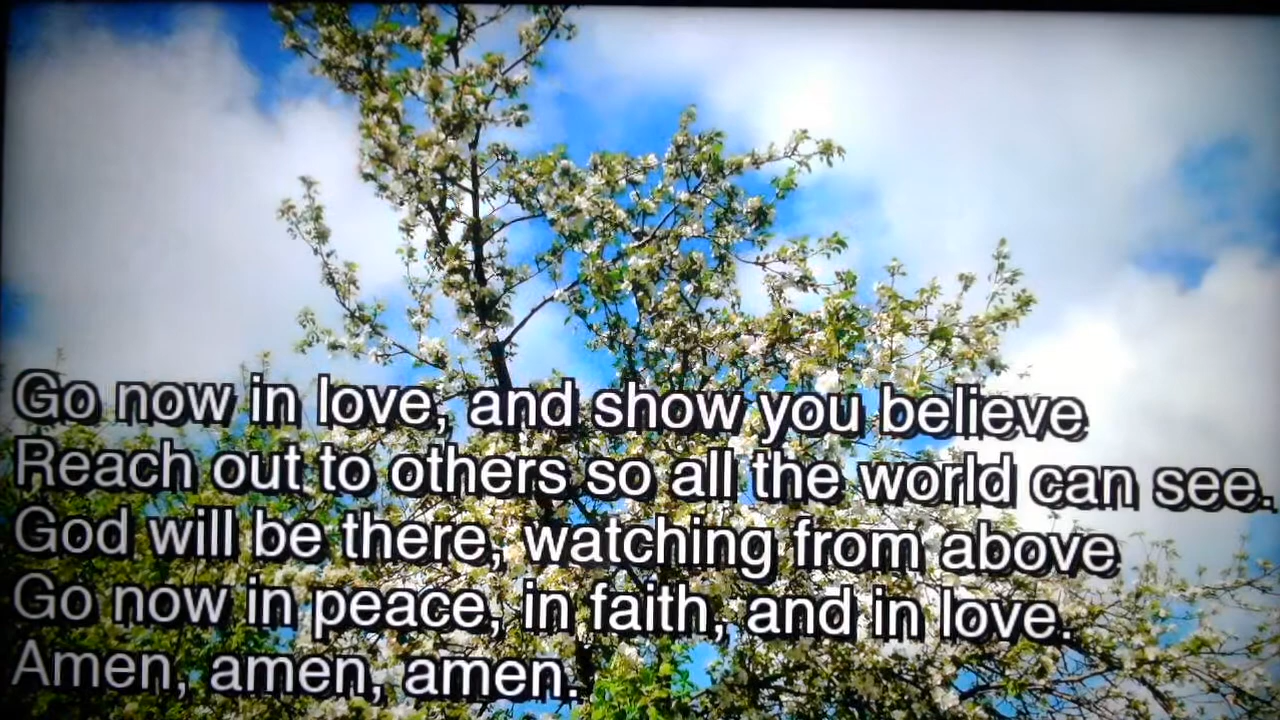 Go now in love, and show you believe
Reach out to others so all the world can see.
God will be there, watching from above
Go now in peace, in faith, and in love.
Amen, amen, amen.